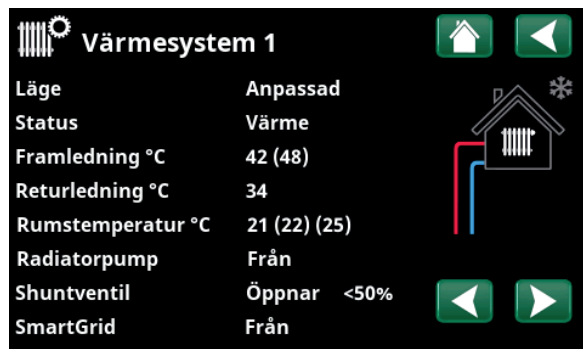 Värmesystem 1
Läge Anpassad
Status Värme
Framledning °C 42 (48)
Returledning °C 34
Rumstemperatur °C 21 (22) (25)
Radiatorpump Från
Shuntventil Öppnar <50%
SmartGrid Från